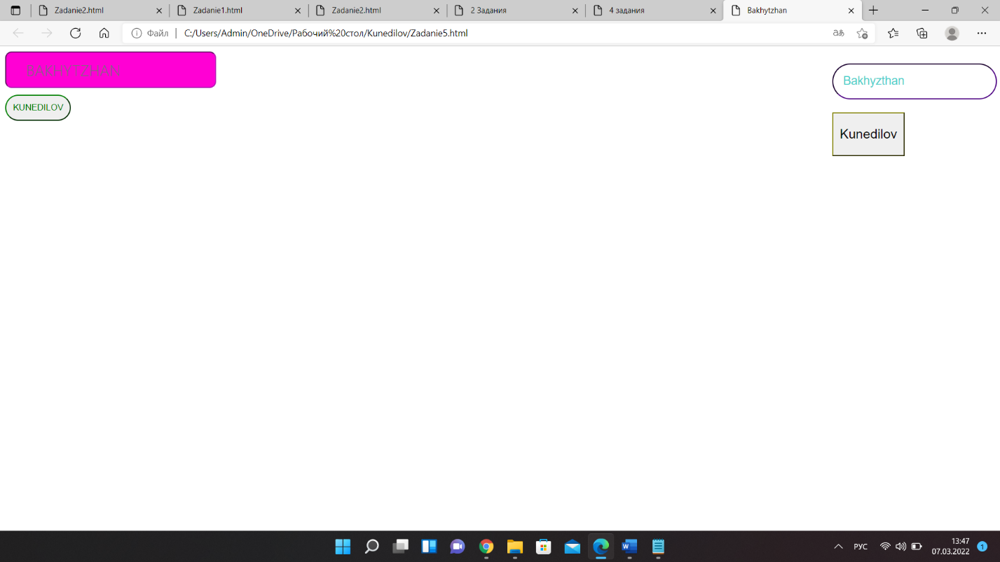 Zadanie2.html
Zadanie1.html
Zadanie2.html
2 Задания
4 задания
Bakhytzhan
Файл | C:/Users/Admin/OneDrive/Рабочий%20стол/Kunedilov/Zadanie5.html
BAKHYTZHAN
KUNEDILOV
Bakhyzthan
Kunedilov
РУС
13:47
07.03.2022
1